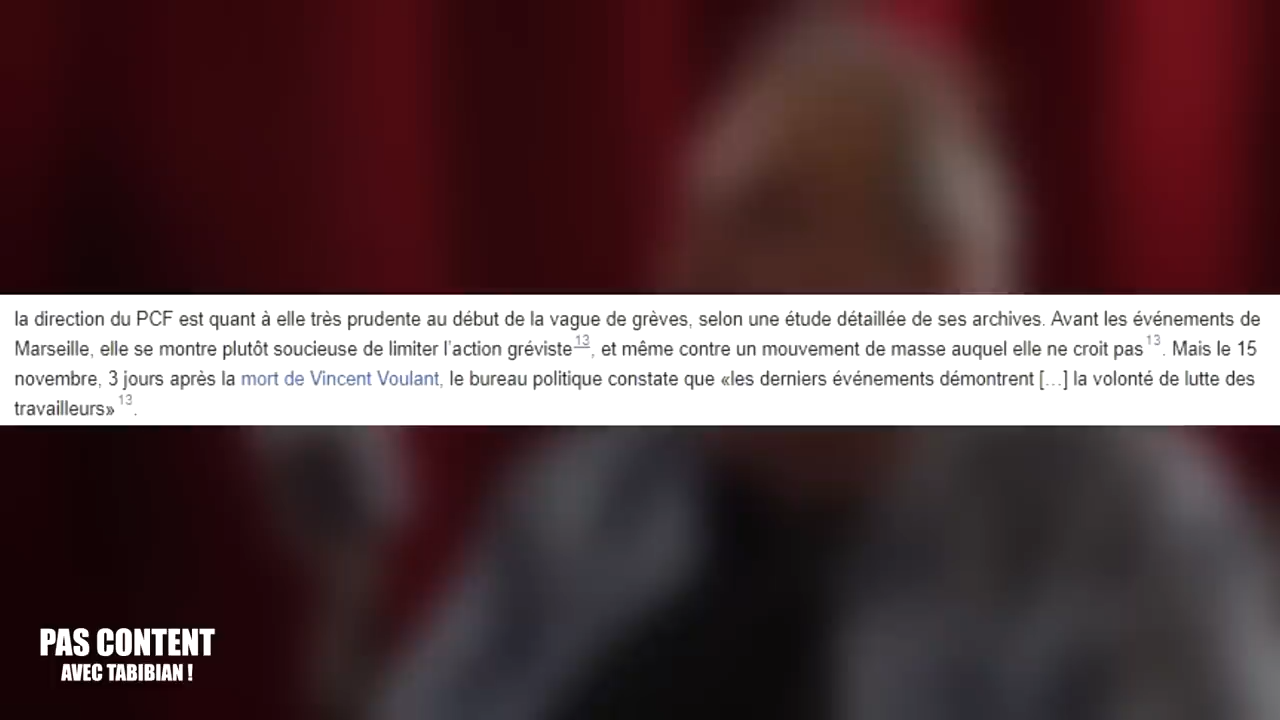 la direction du PCF est quant à elle très prudente au début de la vague de grèves, selon une étude détaillée de ses archives. Avant les événements de
Marseille, elle se montre plutôt soucieuse de limiter l'action gréviste13, et même contre un mouvement de masse auquel elle ne croit pas13. Mais le 15
novembre, 3 jours après la mort de Vincent Voulant, le bureau politique constate que «les derniers événements démontrent […] la volonté de lutte des
travailleurs»13.
PAS CONTENT
AVEC TABIBIAN !